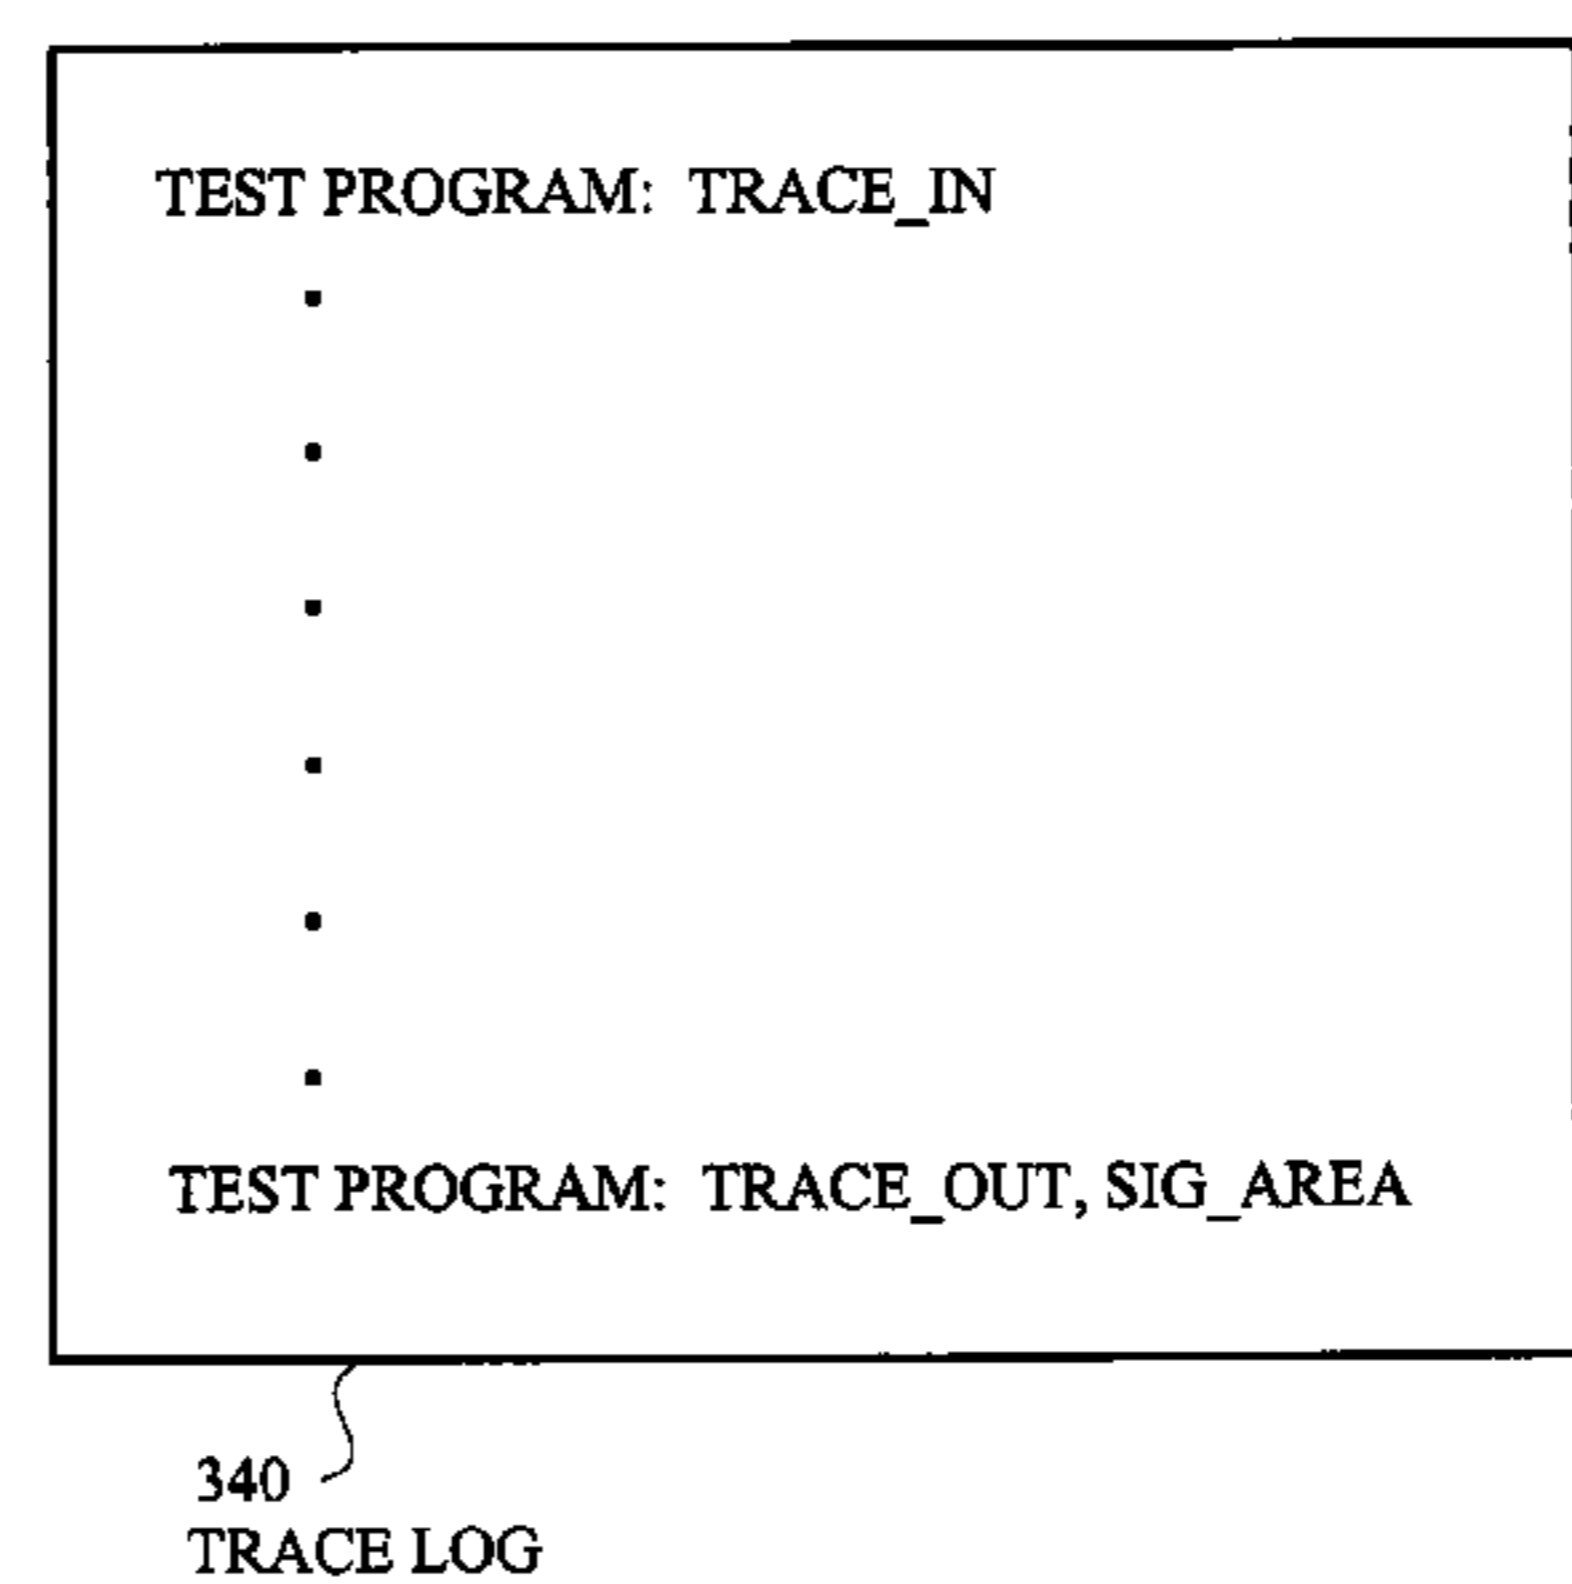 TEST PROGRAM: TRACE_IN
TEST PROGRAM: TRACE_OUT, SIG_AREA
340
TRACE LOG